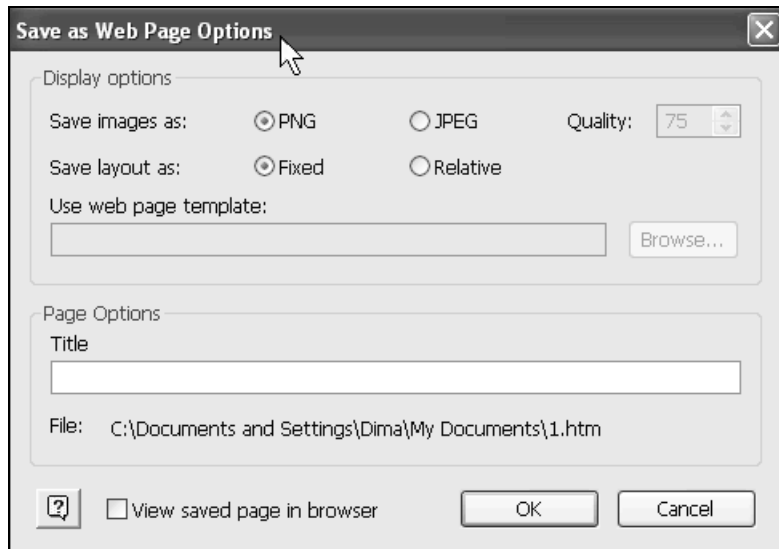 Save as Web Page Options
Display options
Save images as: PNG JPEG Quality: 75
Save layout as: Fixed Relative
Use web page template:
Browse...
Page Options
Title
File: C:\Documents and Settings\Dima\My Documents\1.htm
? View saved page in browser OK Cancel